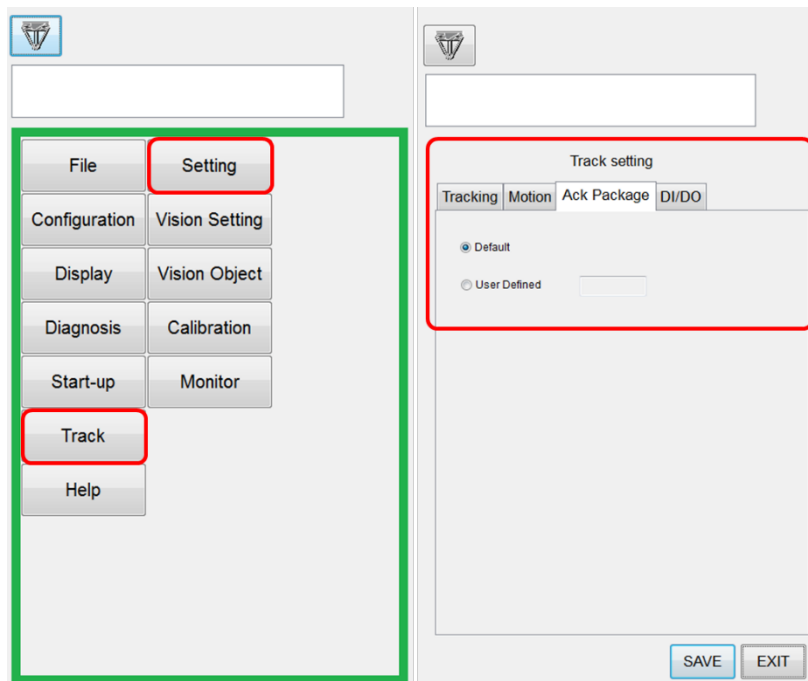 File
Setting
Configuration
Vision Setting
Display
Vision Object
Diagnosis
Calibration
Start-up
Monitor
Track
Help
Track setting
Tracking Motion Ack Package DI/DO
Default
User Defined
SAVE EXIT